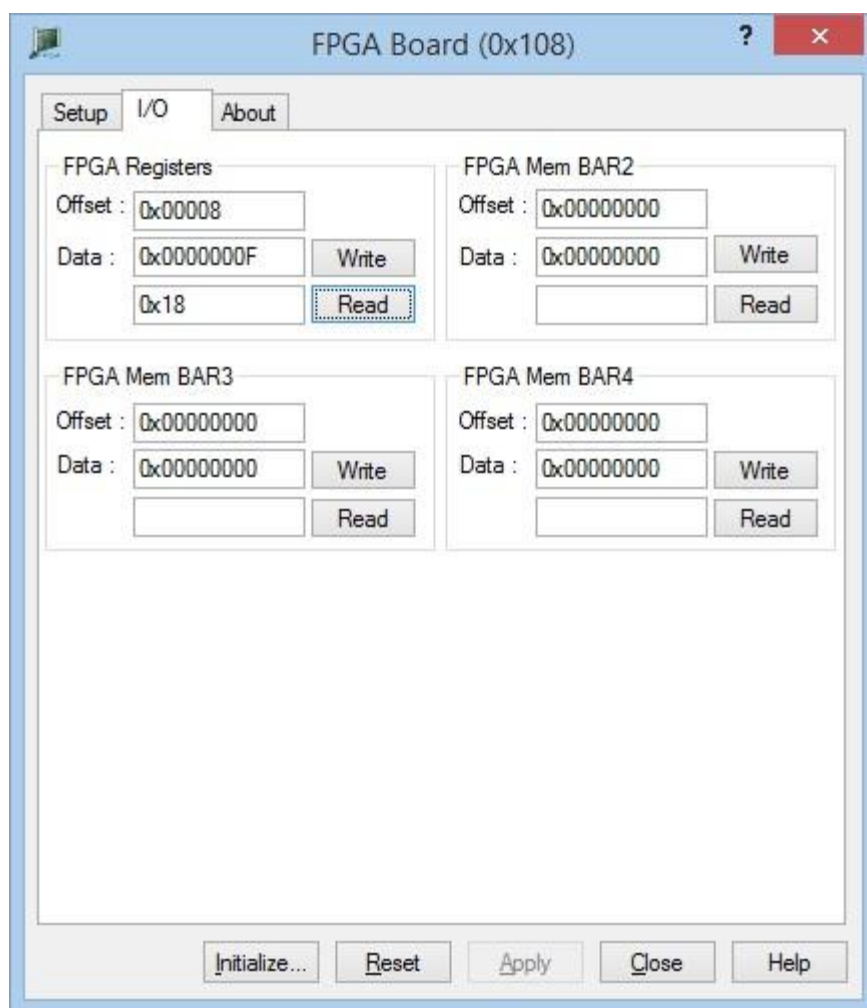 FPGA Board (0x108)
?
Setup I/O About
FPGA Registers
Offset : 0x00008
Data : 0x0000000F Write
0x18 Read
FPGA Mem BAR2
Offset : 0x00000000
Data : 0x00000000 Write
Read
FPGA Mem BAR3
Offset : 0x00000000
Data : 0x00000000 Write
Read
FPGA Mem BAR4
Offset : 0x00000000
Data : 0x00000000 Write
Read
Initialize... Reset Apply Close Help